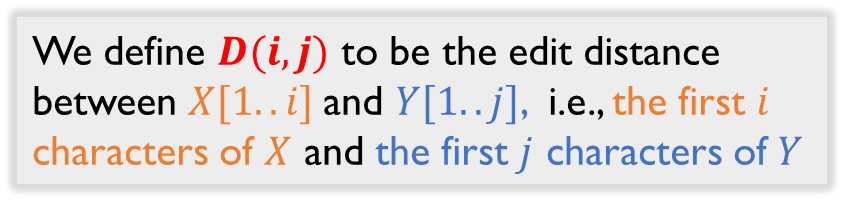 We define D(i,j) to be the edit distance
between X[1..i] and Y[1..j], i.e., the first i
characters of X and the first j characters of Y